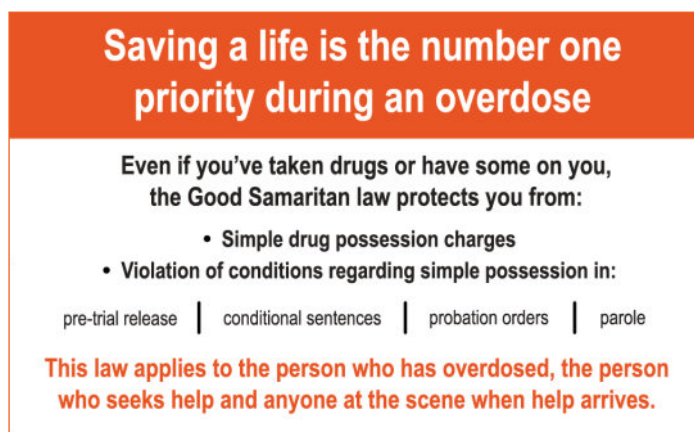 Saving a life is the number one
priority during an overdose
Even if you've taken drugs or have some on you,
the Good Samaritan law protects you from:
• Simple drug possession charges
• Violation of conditions regarding simple possession in:
pre-trial release | conditional sentences | probation orders | parole
This law applies to the person who has overdosed, the person
who seeks help and anyone at the scene when help arrives.